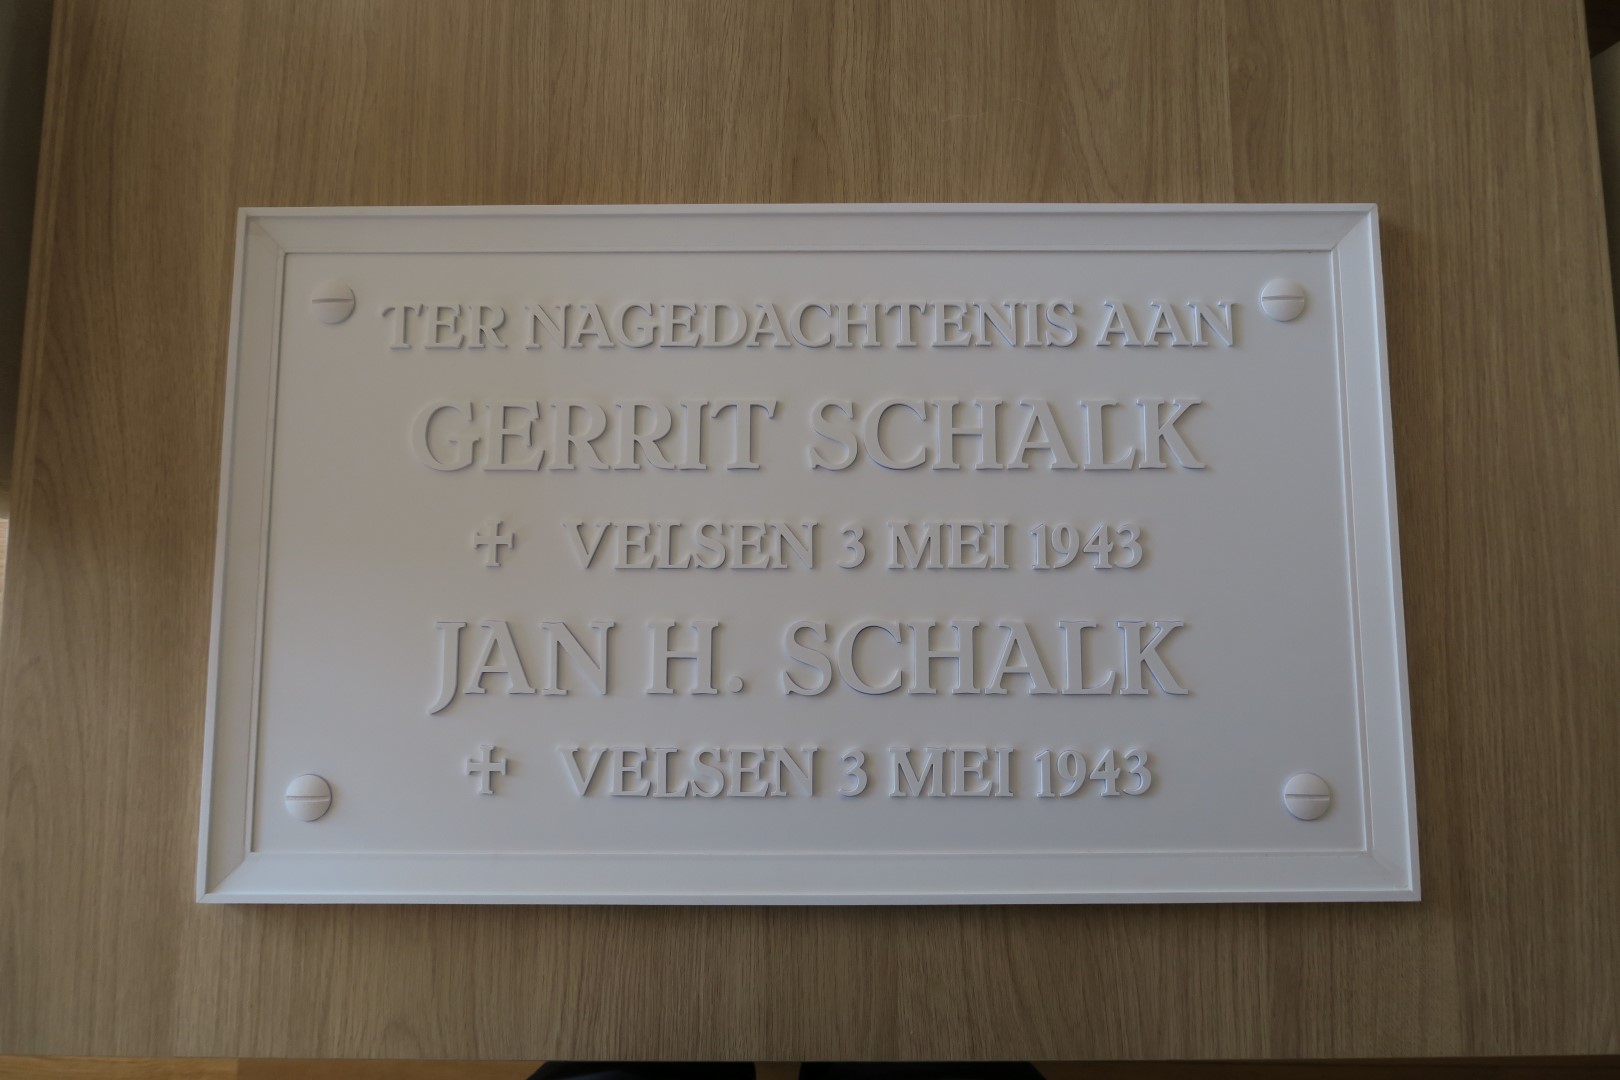 TER NAGEDACHTENIS AAN
GERRIT SCHALK
✝ VELSEN 3 MEI 1943
JAN H. SCHALK
✝ VELSEN 3 MEI 1943